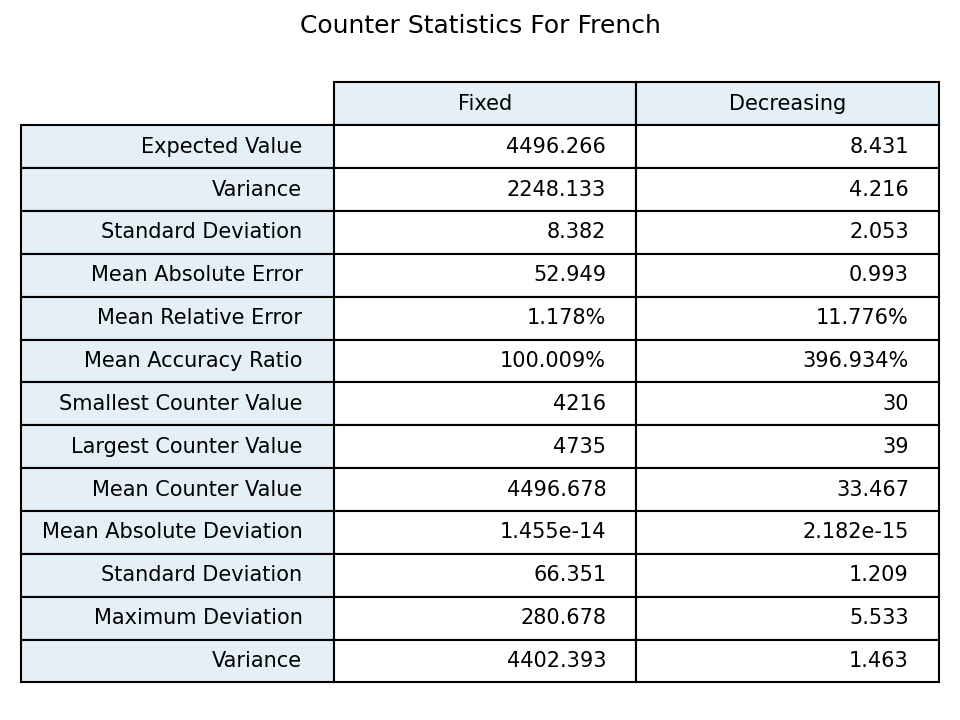 Counter Statistics For French
Fixed Decreasing
Expected Value 4496.266 8.431
Variance 2248.133 4.216
Standard Deviation 8.382 2.053
Mean Absolute Error 52.949 0.993
Mean Relative Error 1.178% 11.776%
Mean Accuracy Ratio 100.009% 396.934%
Smallest Counter Value 4216 30
Largest Counter Value 4735 39
Mean Counter Value 4496.678 33.467
Mean Absolute Deviation 1.455e-14 2.182e-15
Standard Deviation 66.351 1.209
Maximum Deviation 280.678 5.533
Variance 4402.393 1.463